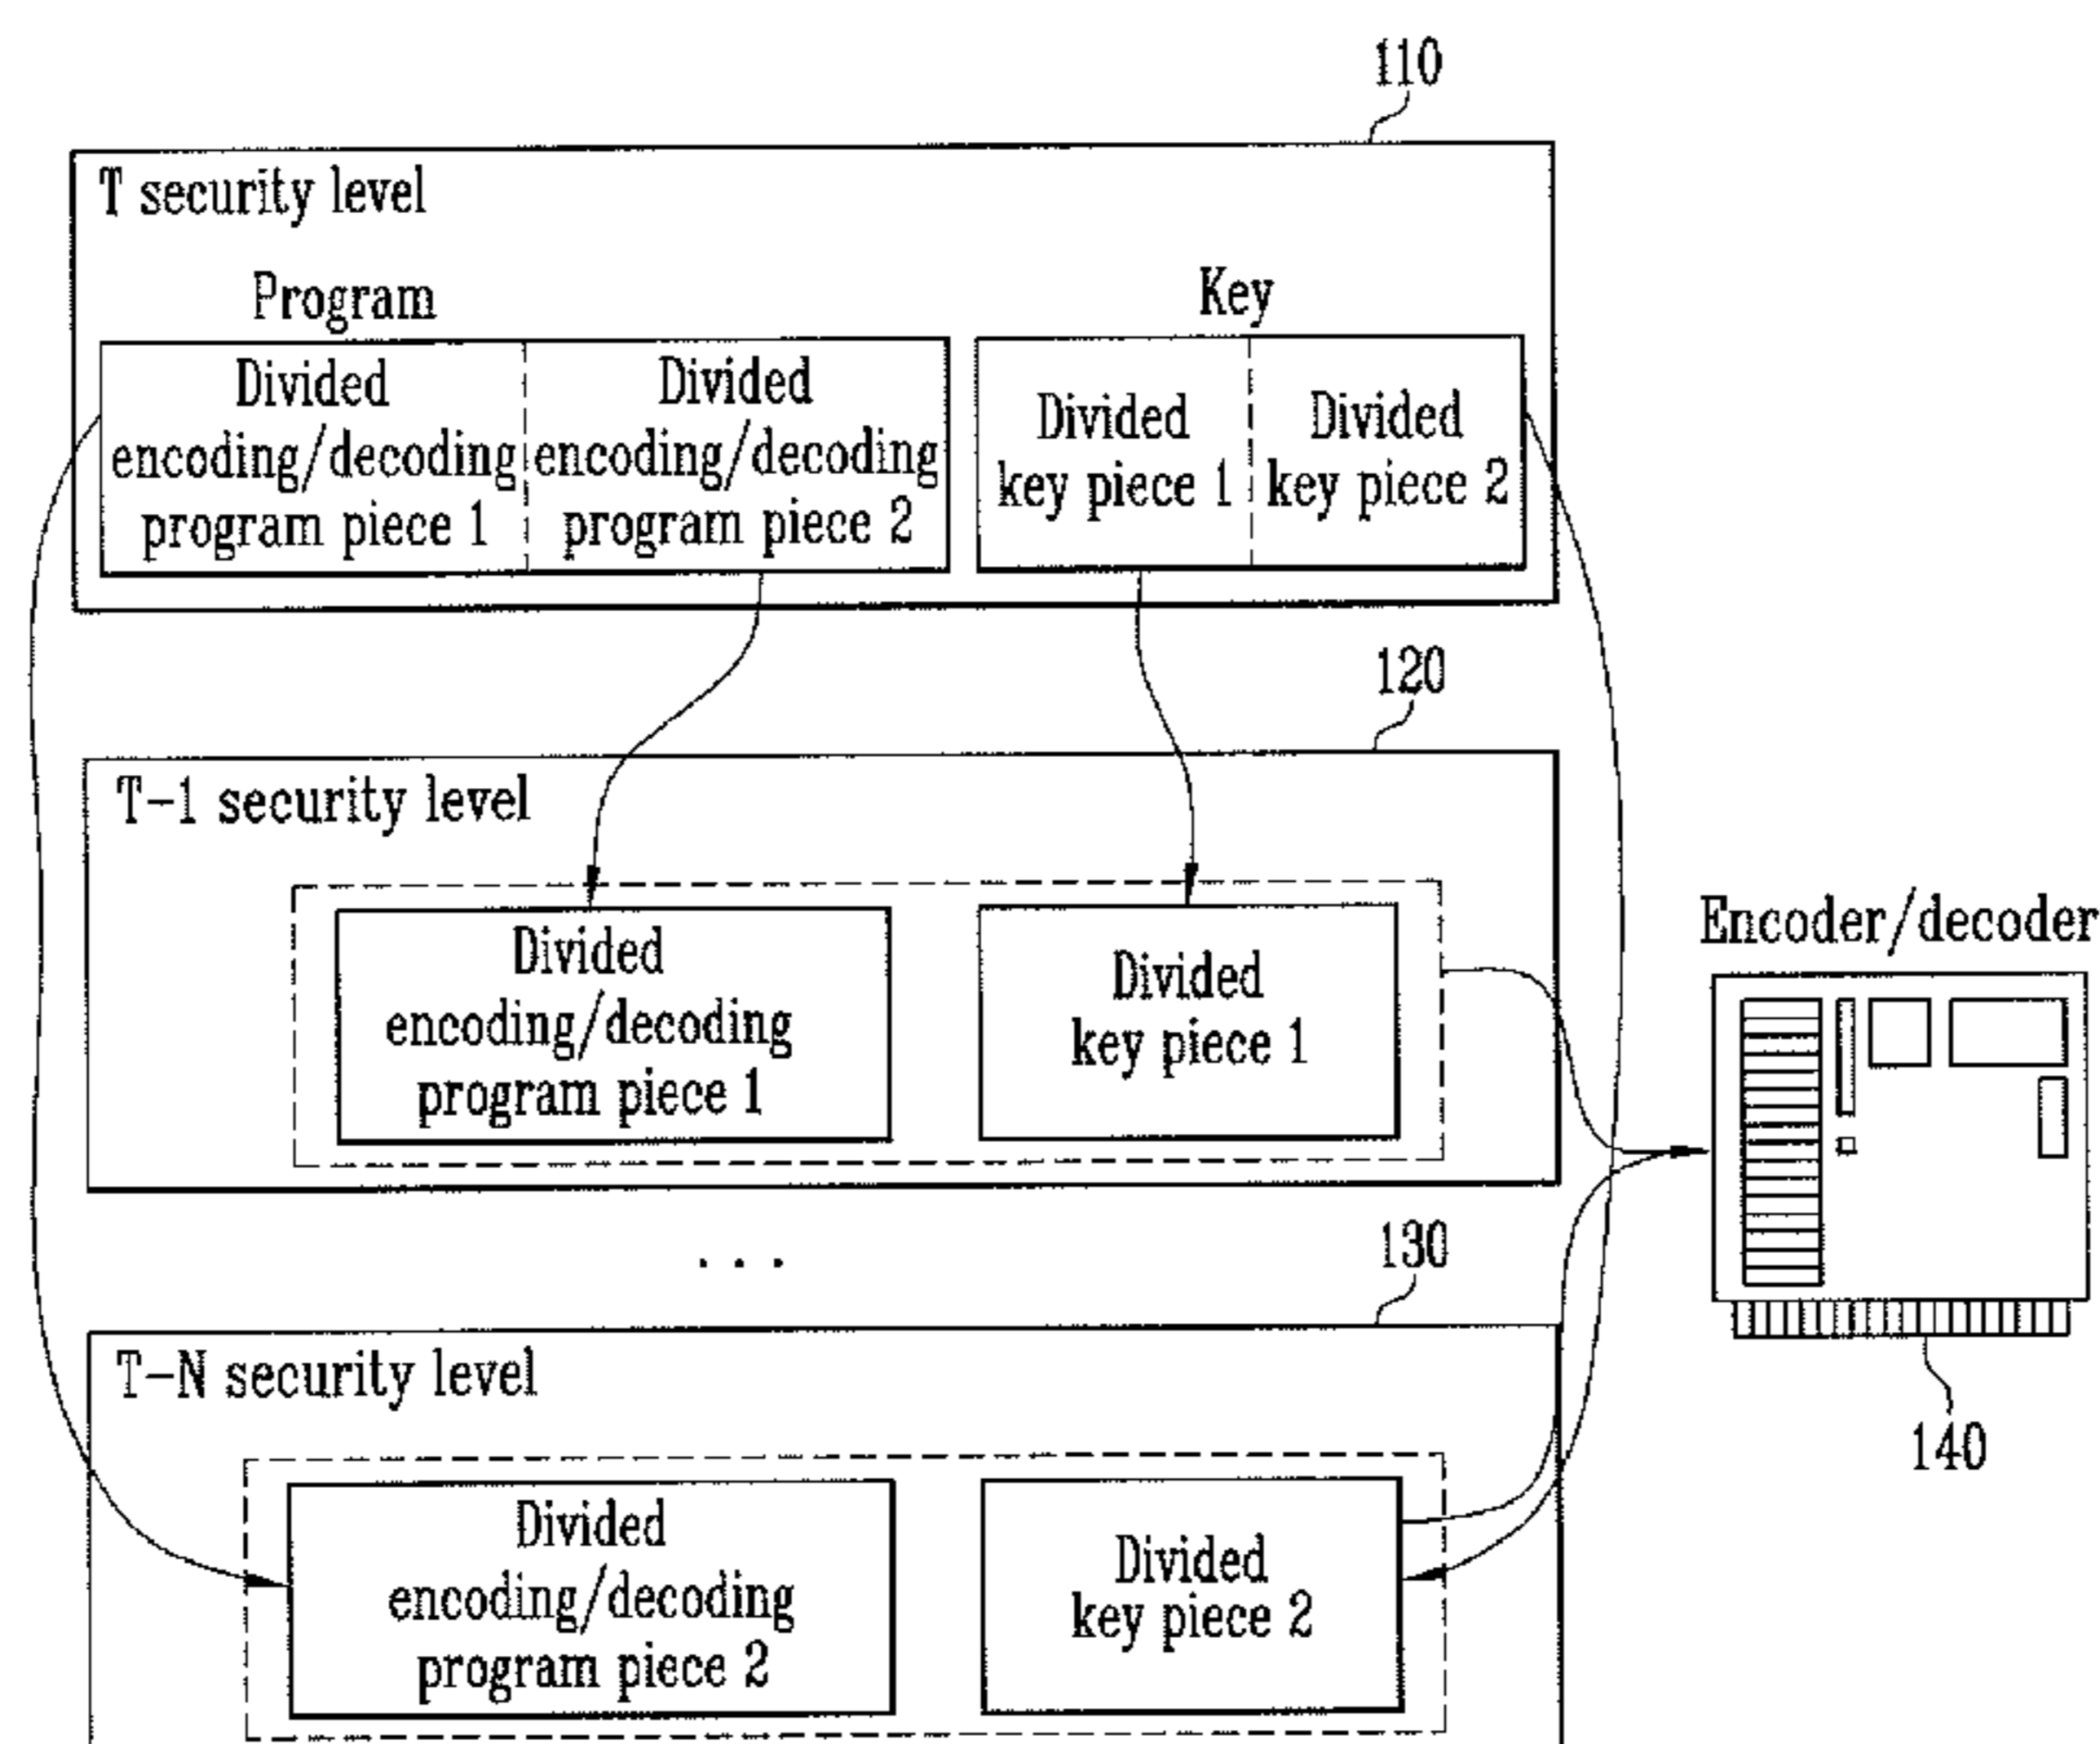 110
T security level
Program
Key
Divided
encoding/decoding
program piece 1
Divided
encoding/decoding
program piece 2
Divided
key piece 1
Divided
key piece 2
120
T-1 security level
Divided
encoding/decoding
program piece 1
Divided
key piece 1
Encoder/decoder
140
. . .
130
T-N security level
Divided
encoding/decoding
program piece 2
Divided
key piece 2